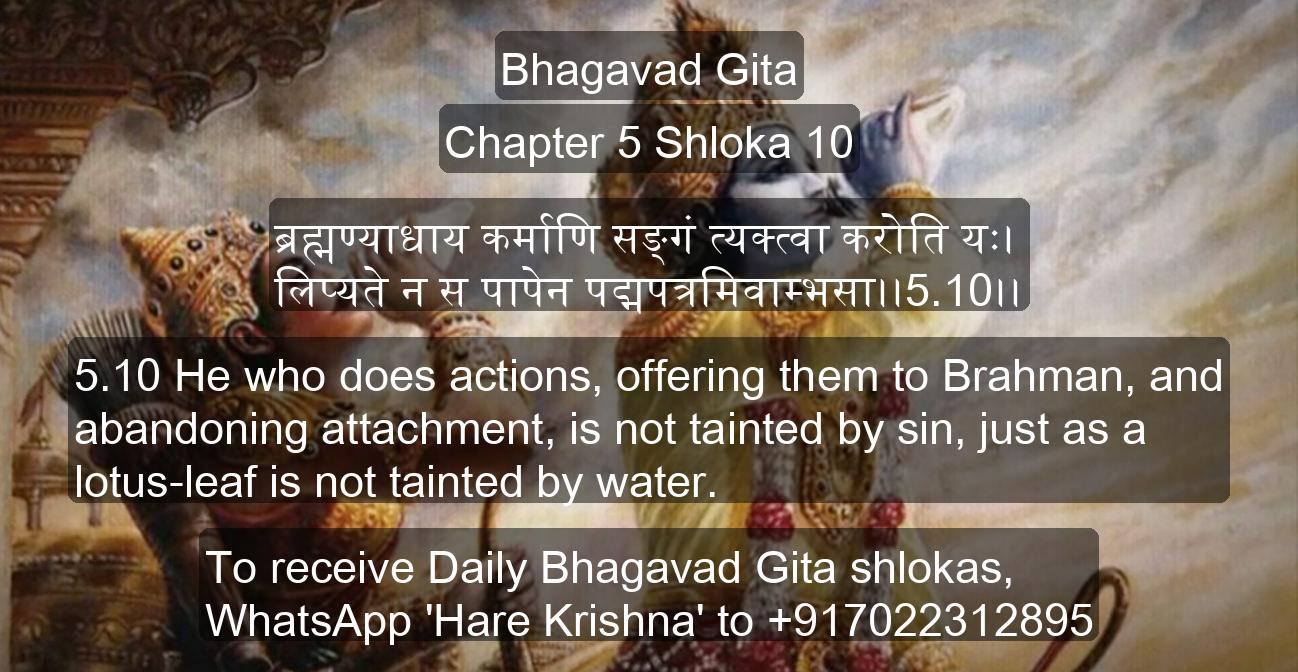 Bhagavad Gita
Chapter 5 Shloka 10
ब्रह्मण्याधाय कर्माणि सङ्गं त्यक्त्वा करोति यः।
लिप्यते न स पापेन पद्मपत्रमिवाम्भसा।।5.10।।
5.10 He who does actions, offering them to Brahman, and
abandoning attachment, is not tainted by sin, just as a
lotus-leaf is not tainted by water.
To receive Daily Bhagavad Gita shlokas,
WhatsApp 'Hare Krishna' to +917022312895